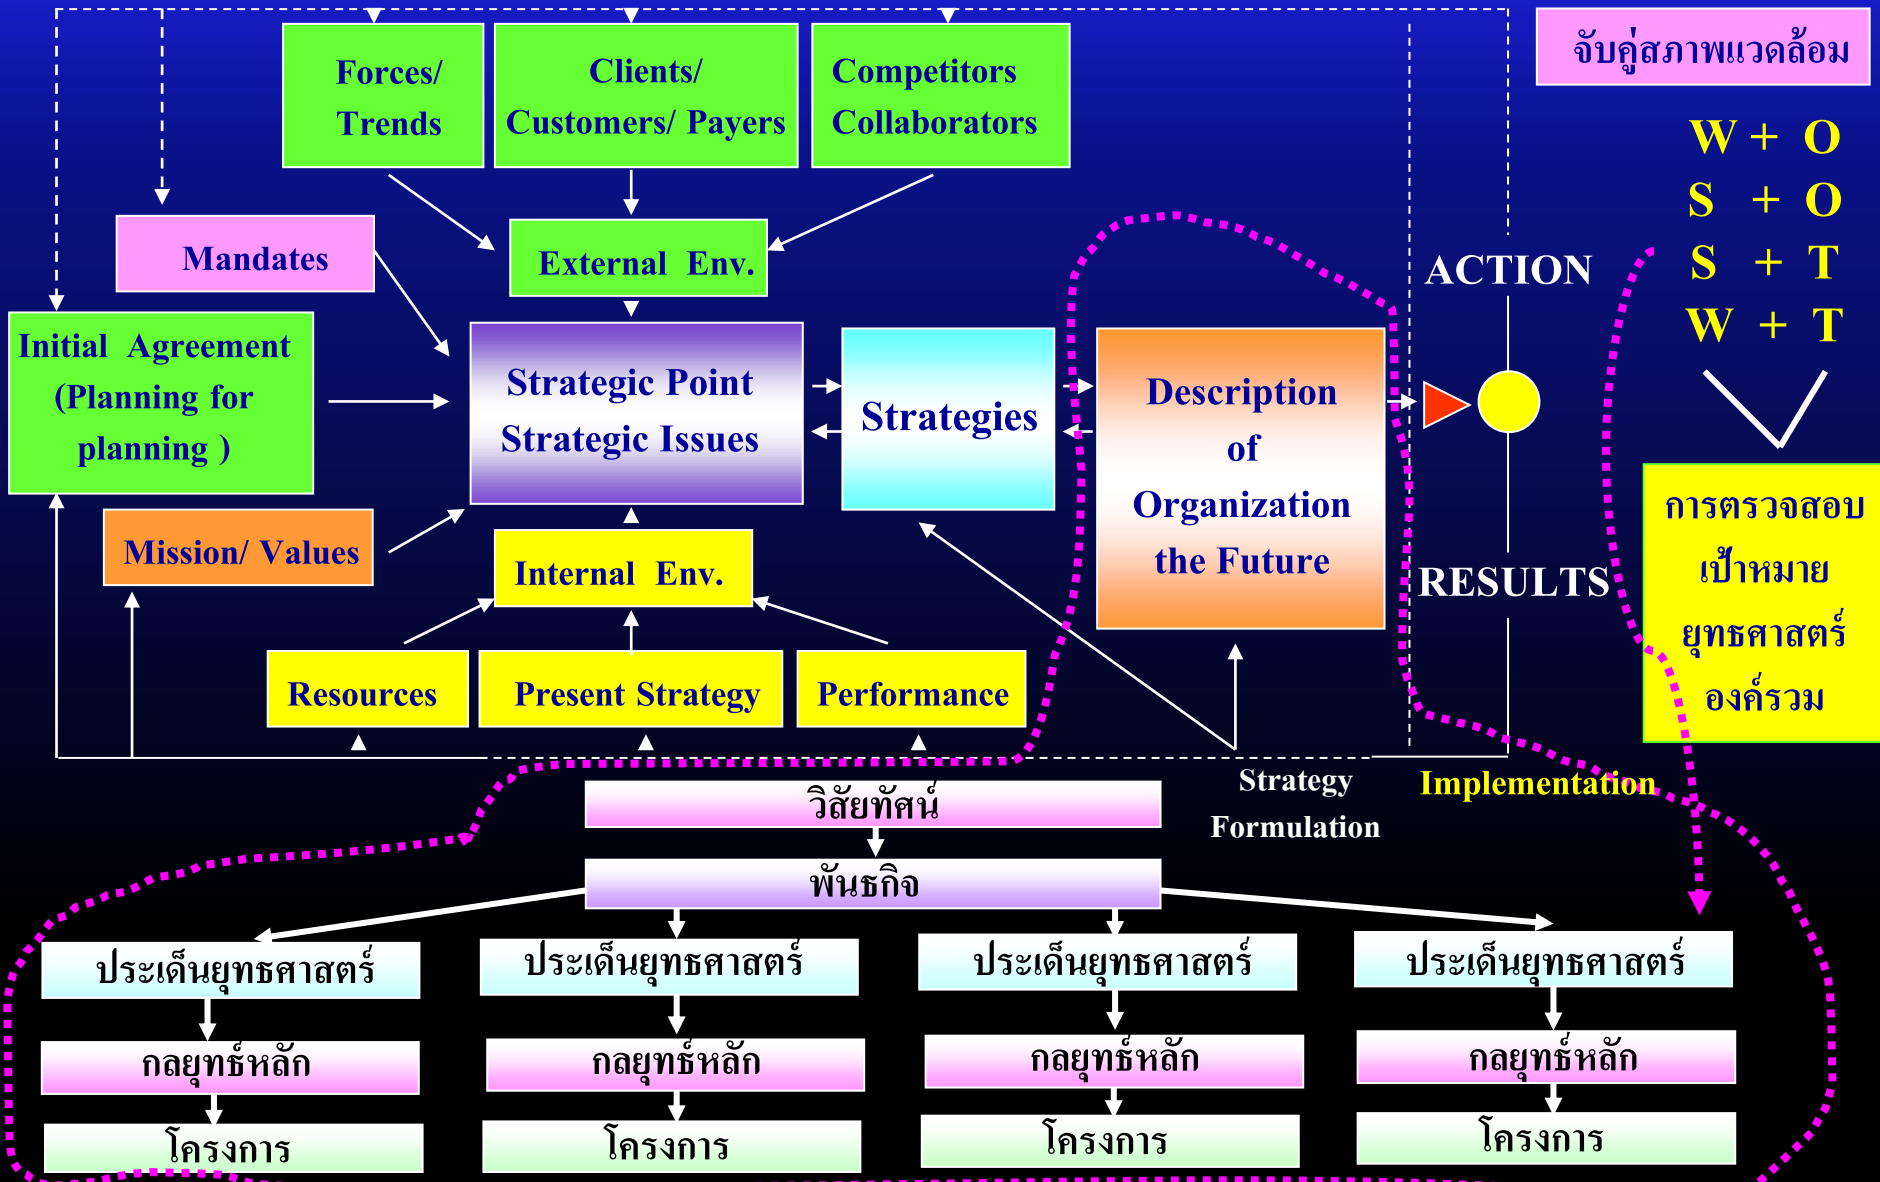 Forces/
Trends
Clients/
Customers/ Payers
Competitors
Collaborators
จับคู่สภาพแวดล้อม
W + O
S + O
S + T
W + T
Mandates
External Env.
ACTION
Initial Agreement
(Planning for
planning )
Strategic Point
Strategic Issues
Strategies
Description
of
Organization
the Future
การตรวจสอบ
เป้าหมาย
ยุทธศาสตร์
องค์รวม
Mission/ Values
Internal Env.
RESULTS
Resources
Present Strategy
Performance
Strategy
Formulation
Implementation
วิสัยทัศน์
พันธกิจ
ประเด็นยุทธศาสตร์
ประเด็นยุทธศาสตร์
ประเด็นยุทธศาสตร์
ประเด็นยุทธศาสตร์
กลยุทธ์หลัก
กลยุทธ์หลัก
กลยุทธ์หลัก
กลยุทธ์หลัก
โครงการ
โครงการ
โครงการ
โครงการ